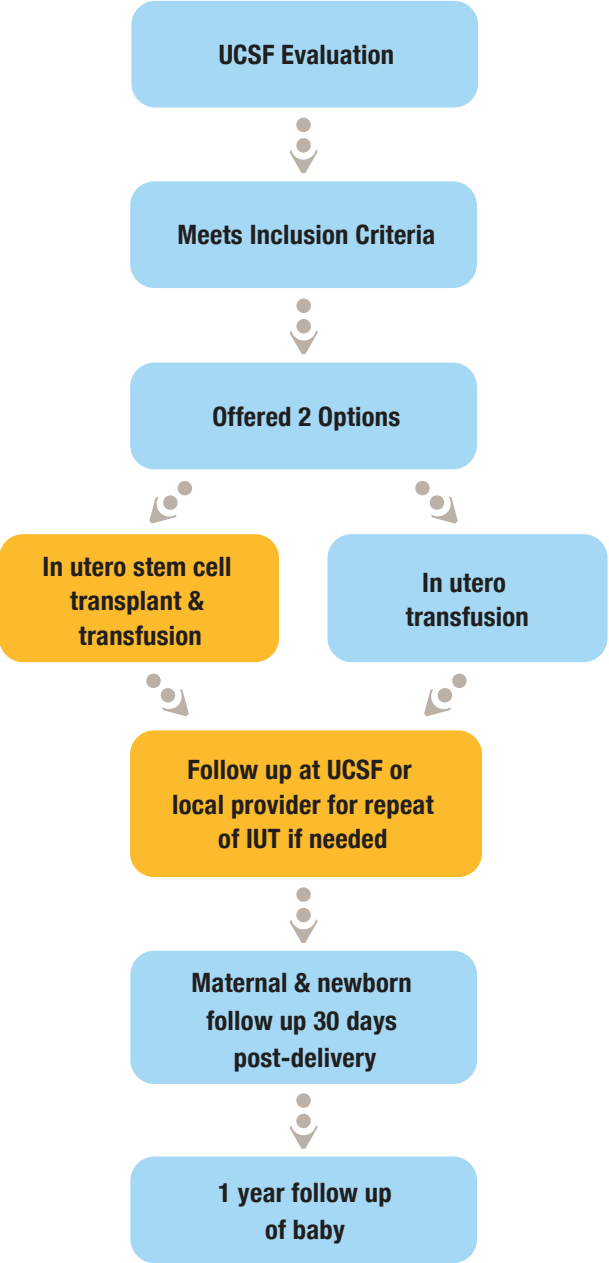 UCSF Evaluation
Meets Inclusion Criteria
Offered 2 Options
In utero stem cell
transplant &
transfusion
In utero
transfusion
Follow up at UCSF or
local provider for repeat
of IUT if needed
Maternal & newborn
follow up 30 days
post-delivery
1 year follow up
of baby